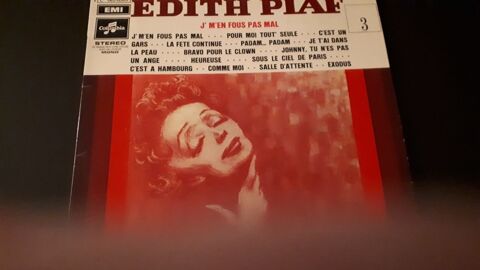 EDITH PIAF
J' M'EN FOUS PAS MAL
3
EMI
Columbia
STEREO
MONO
J'M'EN FOUS PAS MAL . . . POUR MOI TOUT' SEULE . . . C'EST UN
GARS . . . LA FETE CONTINUE . . . PADAM.. PADAM . . . JE T'AI DANS
LA PEAU . . . BRAVO POUR LE CLOWN . . . JOHNNY, TU N'ES PAS
UN ANGE . . . HEUREUSE . . . SOUS LE CIEL DE PARIS . . .
C'EST A HAMBOURG . . . COMME MOI . . . SALLE D'ATTENTE . . . EXODUS